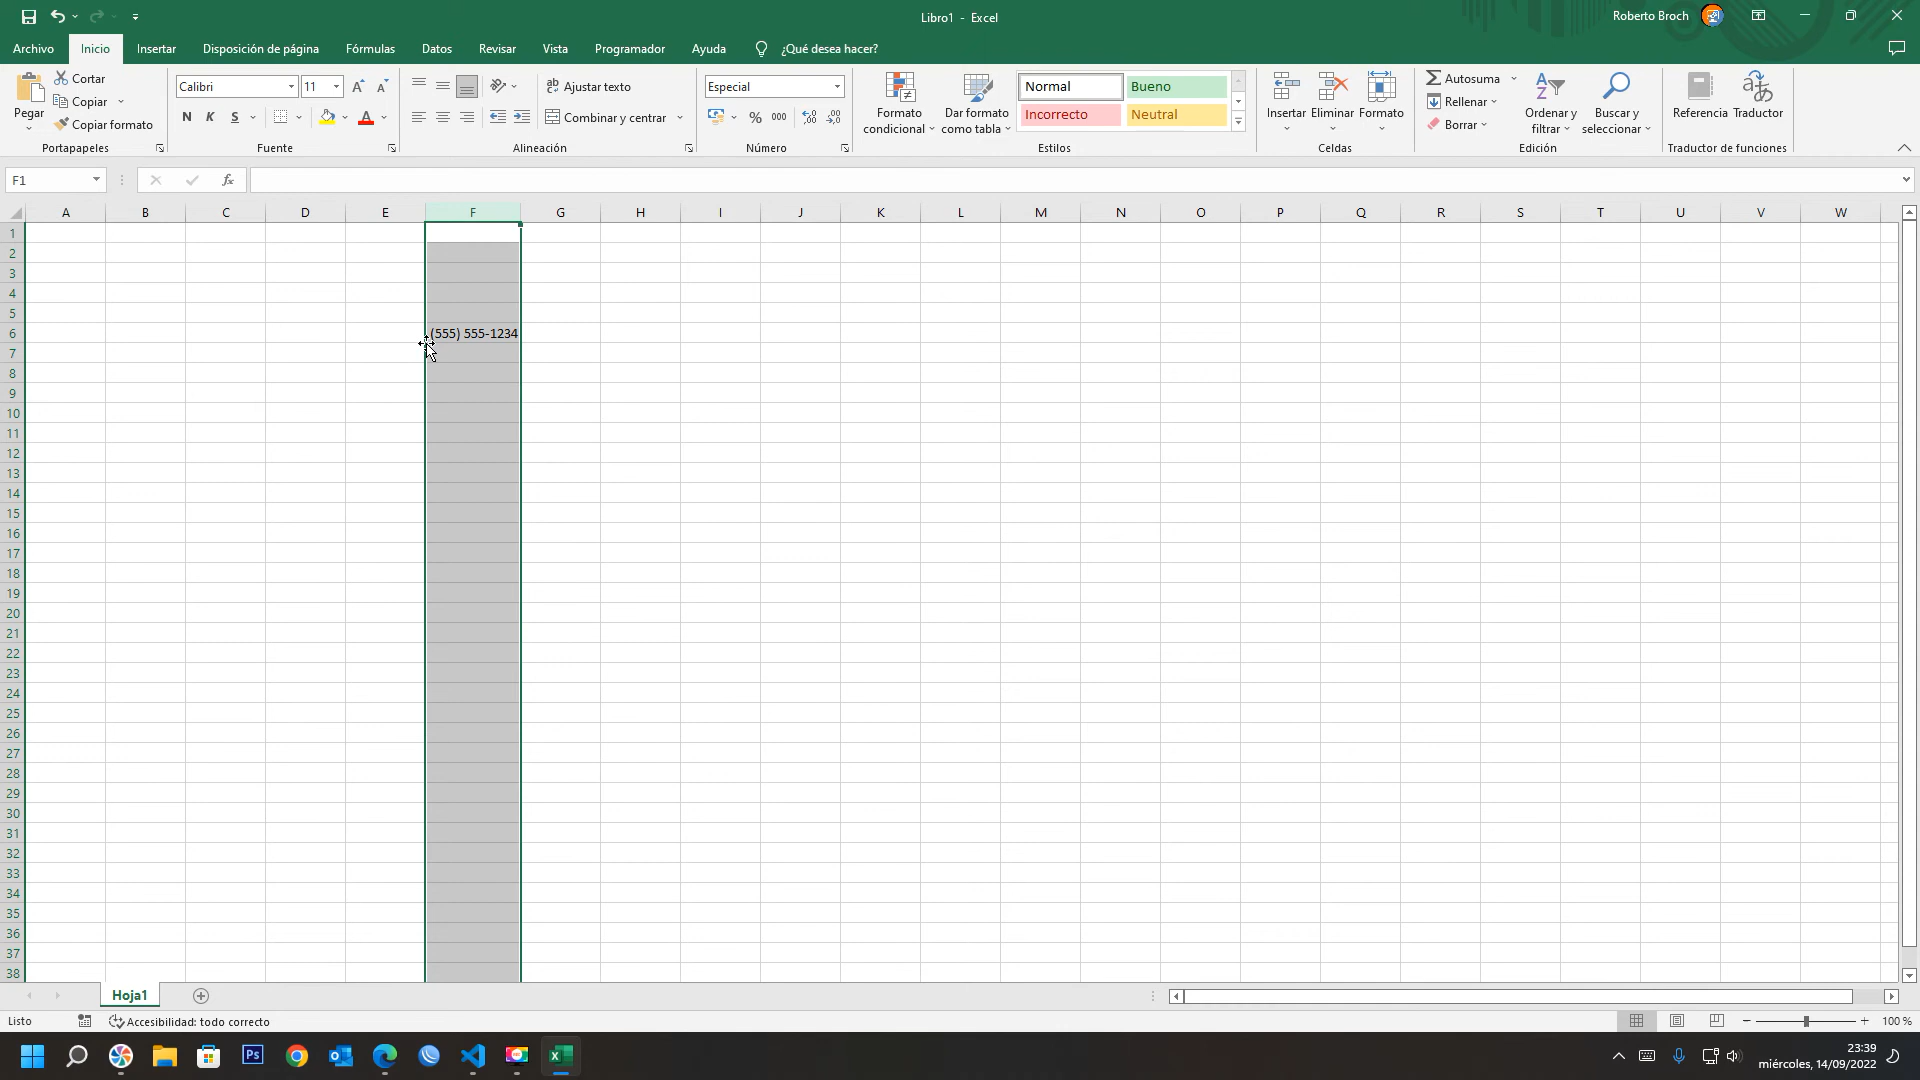 Libro1 - Excel
Roberto Broch
Archivo Inicio Insertar Disposición de página Fórmulas Datos Revisar Vista Programador Ayuda ¿Qué desea hacer?
Pegar
Cortar
Copiar
Copiar formato
Portapapeles
Calibri 11
N K S
Fuente
Ajustar texto
Combinar y centrar
Alineación
Especial
% 000
Número
Formato condicional
Dar formato como tabla
Normal Bueno
Incorrecto Neutral
Estilos
Insertar Eliminar Formato
Celdas
Autosuma
Rellenar
Borrar
Ordenar y filtrar
Buscar y seleccionar
Edición
Referencia Traductor
Traductor de funciones
F1
fx
A B C D E F G H I J K L M N O P Q R S T U V W
1
2
3
4
5
6 (555) 555-1234
7
8
9
10
11
12
13
14
15
16
17
18
19
20
21
22
23
24
25
26
27
28
29
30
31
32
33
34
35
36
37
38
Hoja1
Listo Accesibilidad: todo correcto 100 %
Ps
23:39
miércoles, 14/09/2022